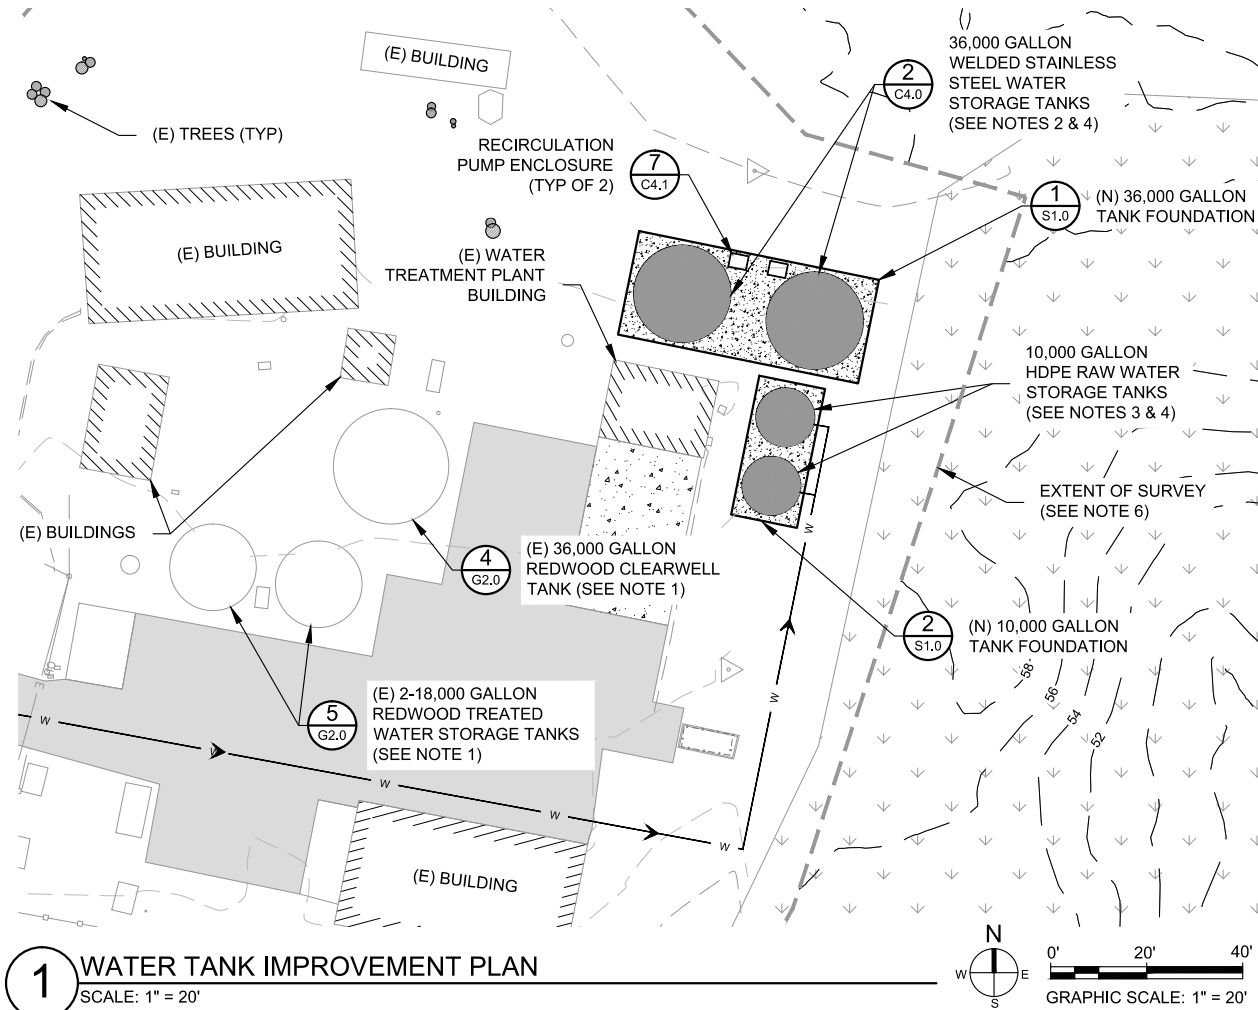 (E) BUILDING
2
C4.0
36,000 GALLON
WELDED STAINLESS
STEEL WATER
STORAGE TANKS
(SEE NOTES 2 & 4)
(E) TREES (TYP)
RECIRCULATION
PUMP ENCLOSURE
(TYP OF 2)
7
C4.1
1
S1.0
(N) 36,000 GALLON
TANK FOUNDATION
(E) BUILDING
(E) WATER
TREATMENT PLANT
BUILDING
10,000 GALLON
HDPE RAW WATER
STORAGE TANKS
(SEE NOTES 3 & 4)
EXTENT OF SURVEY
(SEE NOTE 6)
(E) BUILDINGS
4
G2.0
(E) 36,000 GALLON
REDWOOD CLEARWELL
TANK (SEE NOTE 1)
W
2
S1.0
(N) 10,000 GALLON
TANK FOUNDATION
58
56
54
52
E
W
5
G2.0
(E) 2-18,000 GALLON
REDWOOD TREATED
WATER STORAGE TANKS
(SEE NOTE 1)
W
W
W
W
W
(E) BUILDING
1
WATER TANK IMPROVEMENT PLAN
SCALE: 1" = 20'
N
W
E
S
0'
20'
40'
GRAPHIC SCALE: 1" = 20'